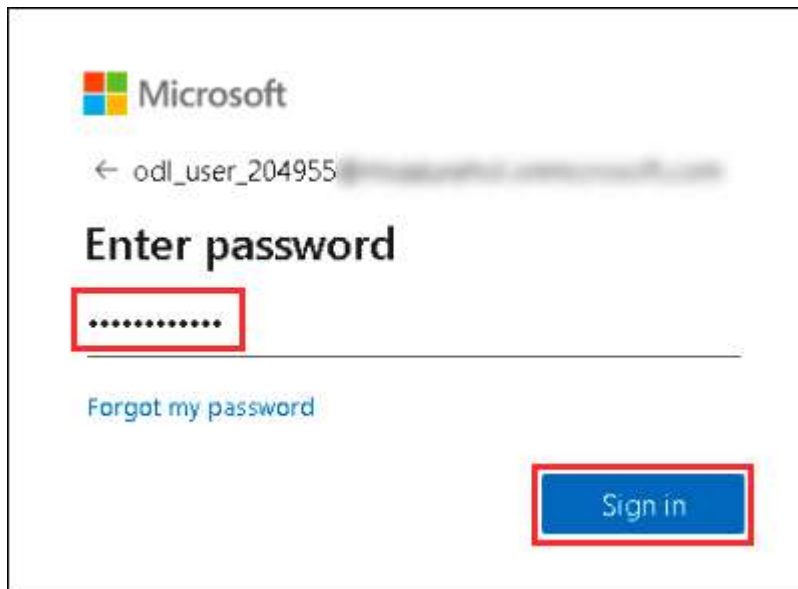 Microsoft
← odl_user_204955
Enter password
••••••••••••
Forgot my password
Sign in